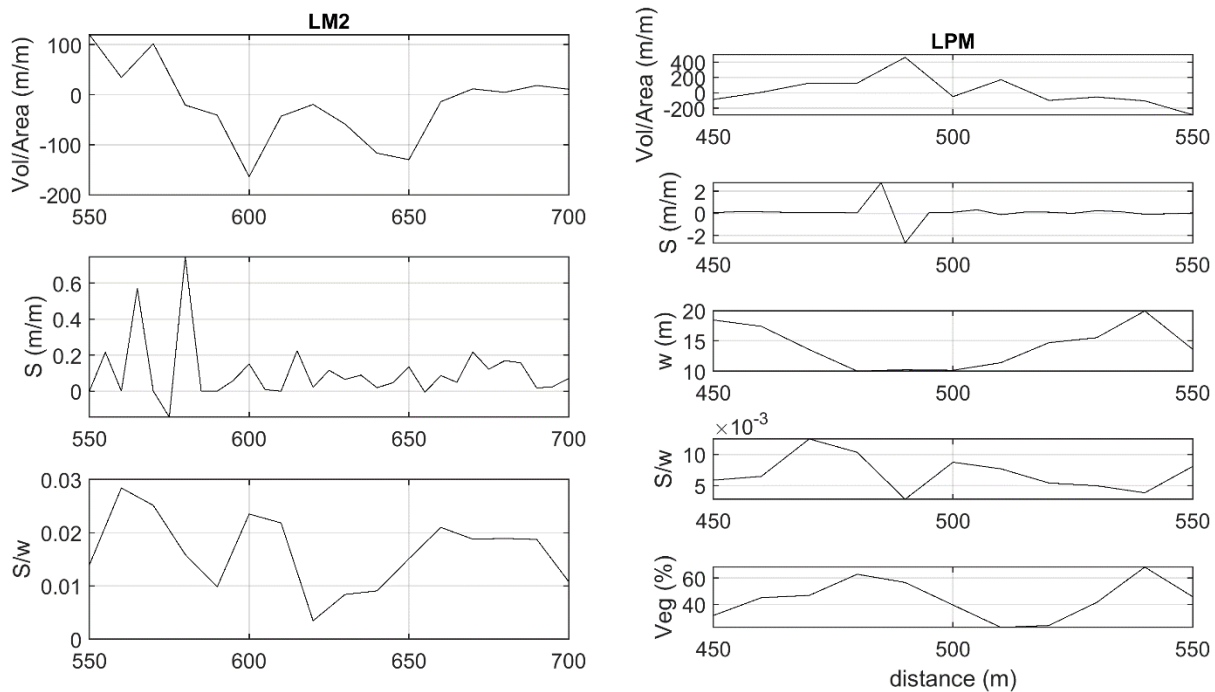 LM2
Vol/Area (m/m)
100
0
-100
-200
550 600 650 700
S (m/m)
0.6
0.4
0.2
0
550 600 650 700
S/w
0.03
0.02
0.01
0
550 600 650 700
LPM
Vol/Area (m/m)
400
200
0
-200
450 500 550
S (m/m)
2
0
-2
450 500 550
w (m)
20
15
10
450 500 550
×10⁻³
S/w
10
5
450 500 550
Veg (%)
60
40
450 500 550
distance (m)